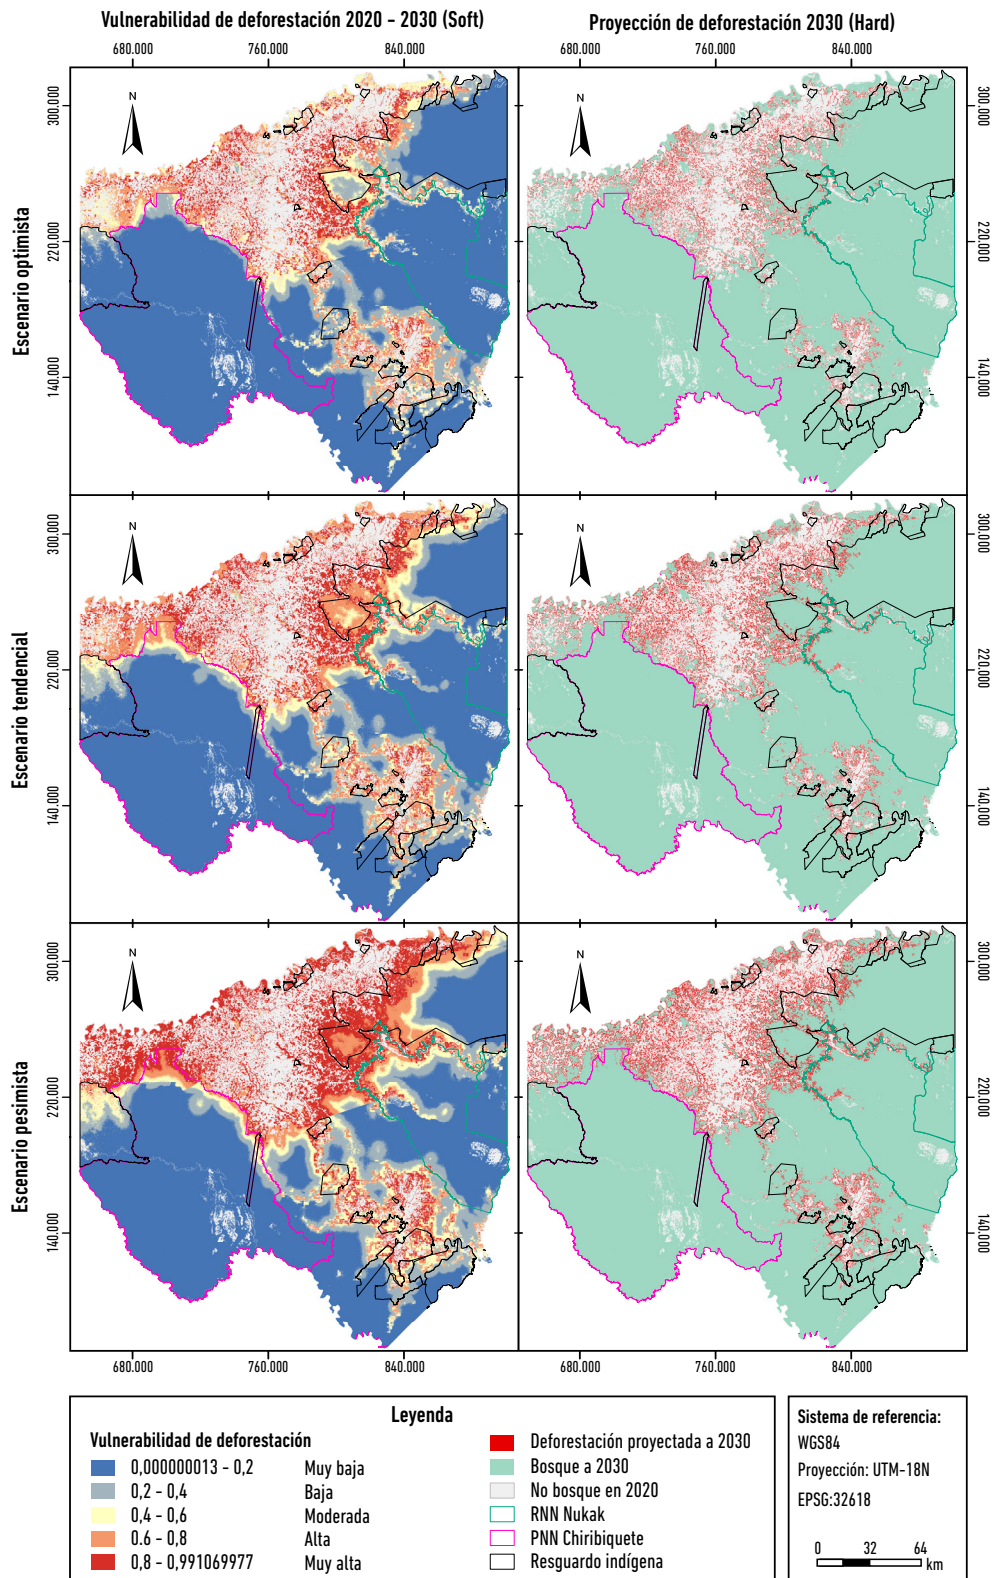 Vulnerabilidad de deforestación 2020 - 2030 (Soft)
Proyección de deforestación 2030 (Hard)
680.000
760.000
840.000
680.000
760.000
840.000
Escenario optimista
300.000
220.000
140.000
N
N
300.000
220.000
140.000
Escenario tendencial
300.000
220.000
140.000
N
N
300.000
220.000
140.000
Escenario pesimista
300.000
220.000
140.000
N
N
300.000
220.000
140.000
680.000
760.000
840.000
680.000
760.000
840.000
Leyenda
Vulnerabilidad de deforestación
0,000000013 - 0,2 Muy baja
0,2 - 0,4 Baja
0,4 - 0,6 Moderada
0.6 - 0,8 Alta
0,8 - 0,991069977 Muy alta
Deforestación proyectada a 2030
Bosque a 2030
No bosque en 2020
RNN Nukak
PNN Chiribiquete
Resguardo indígena
Sistema de referencia:
WGS84
Proyección: UTM-18N
EPSG:32618
0 32 64
km